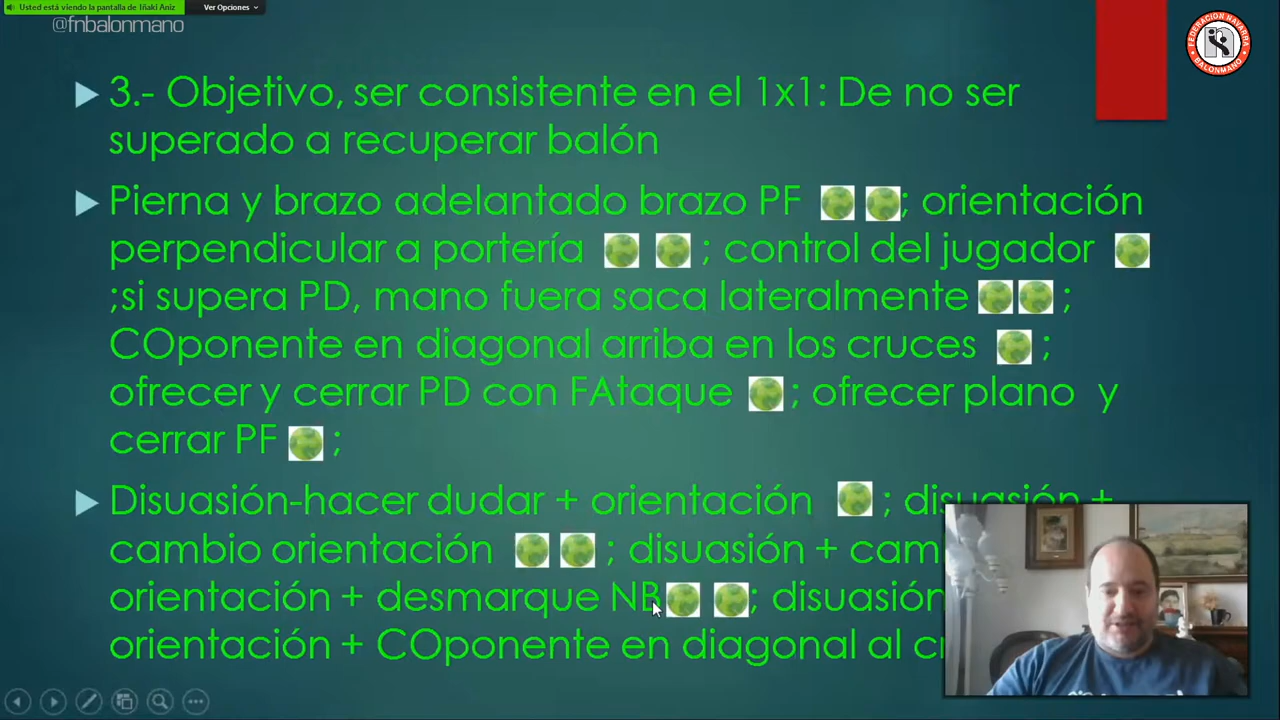 Usted está viendo la pantalla de Iñaki Aniz
Ver Opciones
@fnbalonmano
FEDERACION NAVARRA
BALONMANO
3.- Objetivo, ser consistente en el 1x1: De no ser
superado a recuperar balón
Pierna y brazo adelantado brazo PF ; orientación
perpendicular a portería ; control del jugador
;si supera PD, mano fuera saca lateralmente ;
COponente en diagonal arriba en los cruces ;
ofrecer y cerrar PD con FAtaque ; ofrecer plano y
cerrar PF ;
Disuasión-hacer dudar + orientación ; disuasión +
cambio orientación ; disuasión + cam
orientación + desmarque NB ; disuasión
orientación + COponente en diagonal al